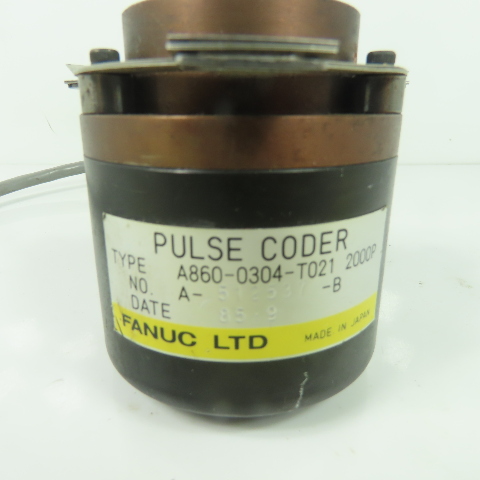 PULSE CODER
TYPE A860-0304-T021 2000P
NO. A- -B
DATE
FANUC LTD MADE IN JAPAN